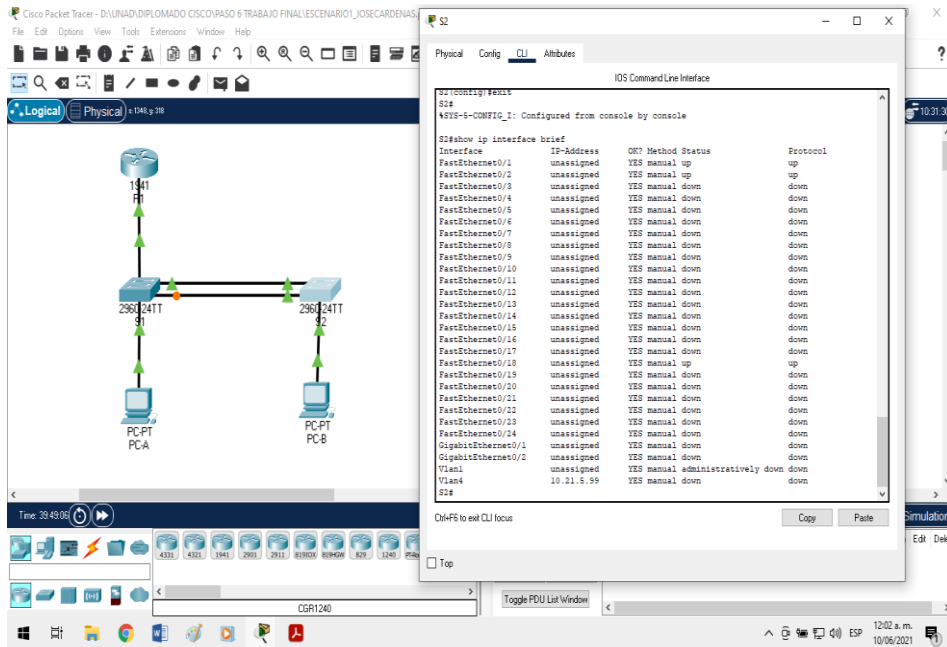 Cisco Packet Tracer - D:\UNAD\DIPLOMADO CISCO\PASO 6 TRABAJO FINAL\ESCENARIO1_JOSECARDENAS.
File Edit Options View Tools Extensions Window Help
Logical Physical x: 1348, y: 318
10:31:30
1941
R1
2960-24TT
S1
2960-24TT
S2
PC-PT
PC-A
PC-PT
PC-B
S2
Physical Config CLI Attributes
IOS Command Line Interface
S2(config)#exit
S2#
%SYS-5-CONFIG_I: Configured from console by console
S2#show ip interface brief
Interface IP-Address OK? Method Status Protocol
FastEthernet0/1 unassigned YES manual up up
FastEthernet0/2 unassigned YES manual up up
FastEthernet0/3 unassigned YES manual down down
FastEthernet0/4 unassigned YES manual down down
FastEthernet0/5 unassigned YES manual down down
FastEthernet0/6 unassigned YES manual down down
FastEthernet0/7 unassigned YES manual down down
FastEthernet0/8 unassigned YES manual down down
FastEthernet0/9 unassigned YES manual down down
FastEthernet0/10 unassigned YES manual down down
FastEthernet0/11 unassigned YES manual down down
FastEthernet0/12 unassigned YES manual down down
FastEthernet0/13 unassigned YES manual down down
FastEthernet0/14 unassigned YES manual down down
FastEthernet0/15 unassigned YES manual down down
FastEthernet0/16 unassigned YES manual down down
FastEthernet0/17 unassigned YES manual down down
FastEthernet0/18 unassigned YES manual up up
FastEthernet0/19 unassigned YES manual down down
FastEthernet0/20 unassigned YES manual down down
FastEthernet0/21 unassigned YES manual down down
FastEthernet0/22 unassigned YES manual down down
FastEthernet0/23 unassigned YES manual down down
FastEthernet0/24 unassigned YES manual down down
GigabitEthernet0/1 unassigned YES manual down down
GigabitEthernet0/2 unassigned YES manual down down
Vlan1 unassigned YES manual administratively down down
Vlan4 10.21.5.99 YES manual down down
S2#
Ctrl+F6 to exit CLI focus
Copy Paste
Top
Time: 39:49:06
Simulation
Edit Del
4331 4321 1941 2901 2911 819IOX 819HGW 829 1240
CGR1240
Toggle PDU List Window
ESP
12:02 a. m.
10/06/2021
1